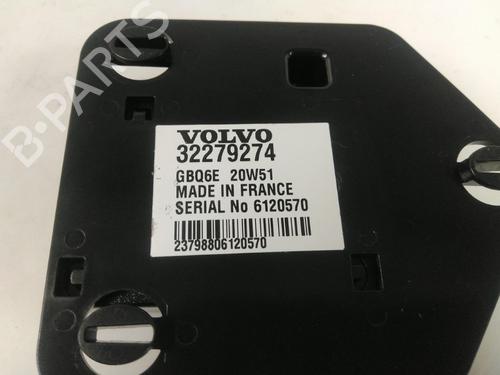 B-PARTS
VOLVO
32279274
GBQ6E 20W51
MADE IN FRANCE
SERIAL No 6120570
23798806120570